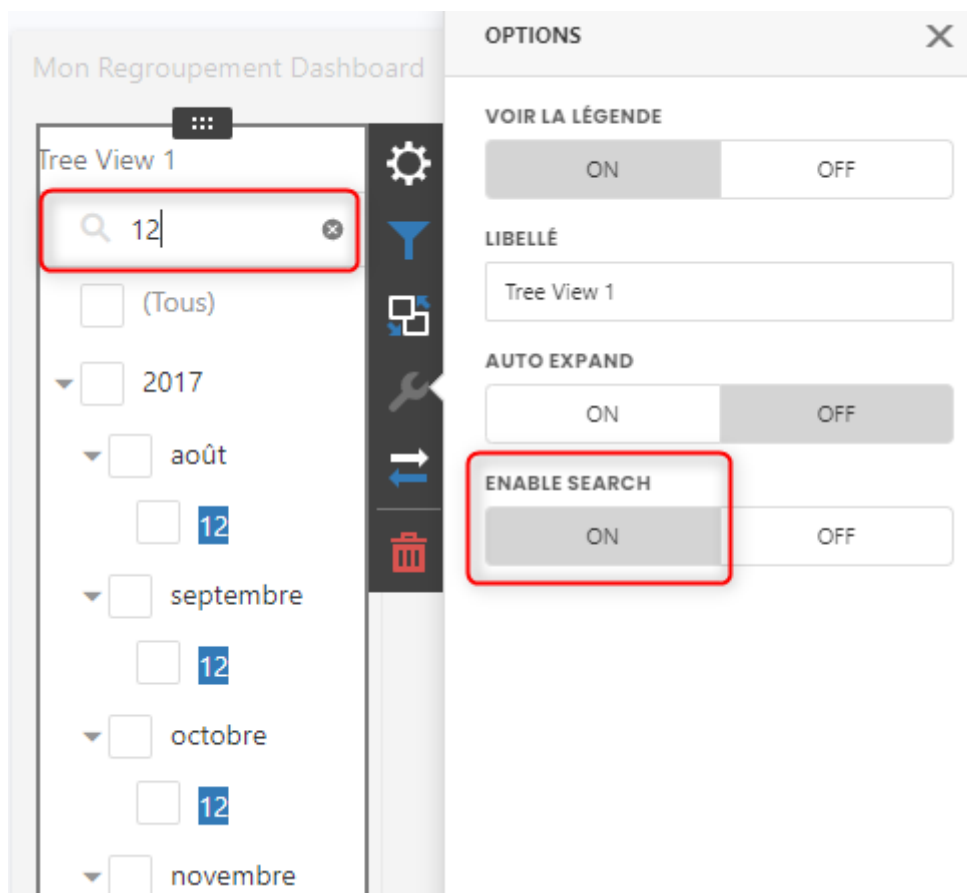 Mon Regroupement Dashboard
Tree View 1
12
(Tous)
2017
août
12
septembre
12
octobre
12
novembre
OPTIONS
VOIR LA LÉGENDE
ON OFF
LIBELLÉ
Tree View 1
AUTO EXPAND
ON OFF
ENABLE SEARCH
ON OFF